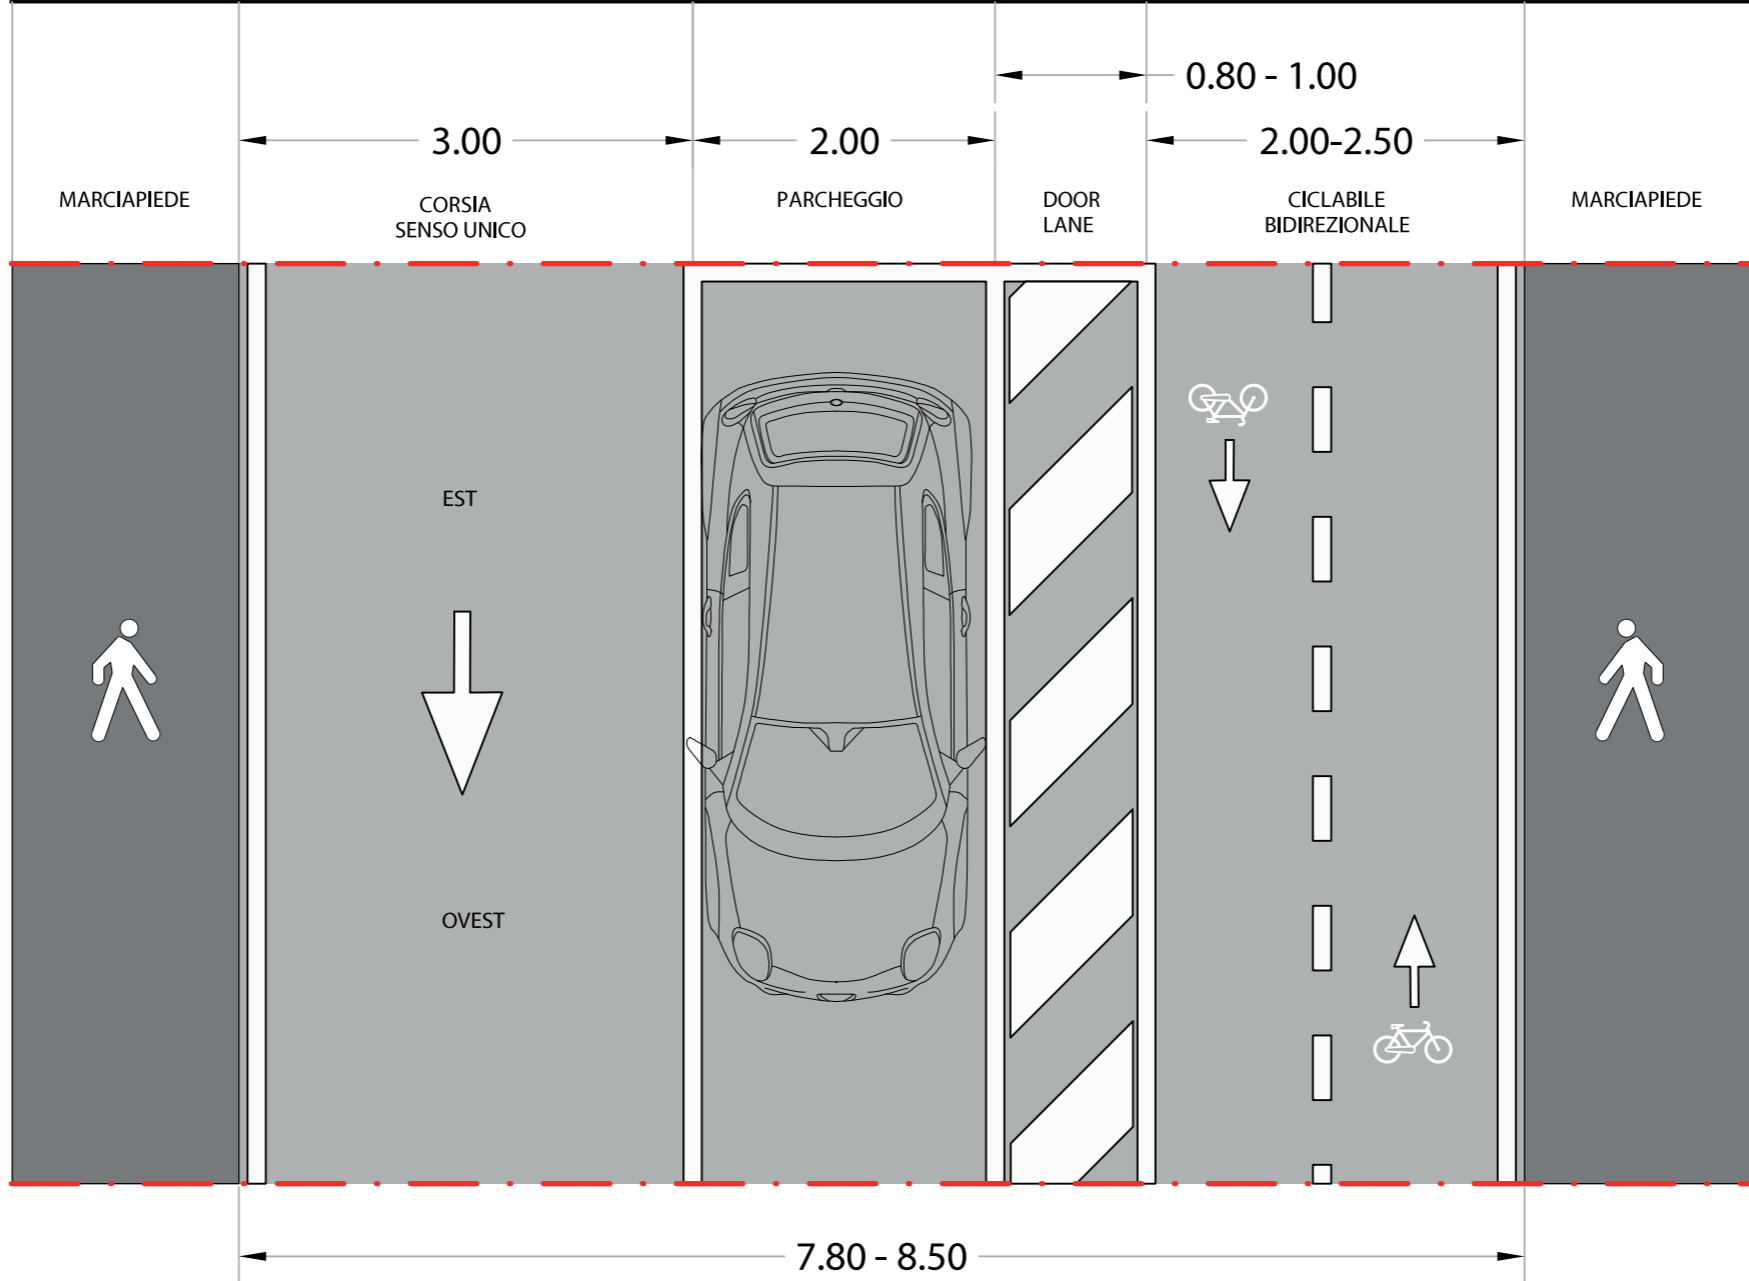 0.80 - 1.00
3.00
2.00
2.00-2.50
MARCIAPIEDE
CORSIA
SENSO UNICO
PARCHEGGIO
DOOR
LANE
CICLABILE
BIDIREZIONALE
MARCIAPIEDE
EST
OVEST
7.80 - 8.50